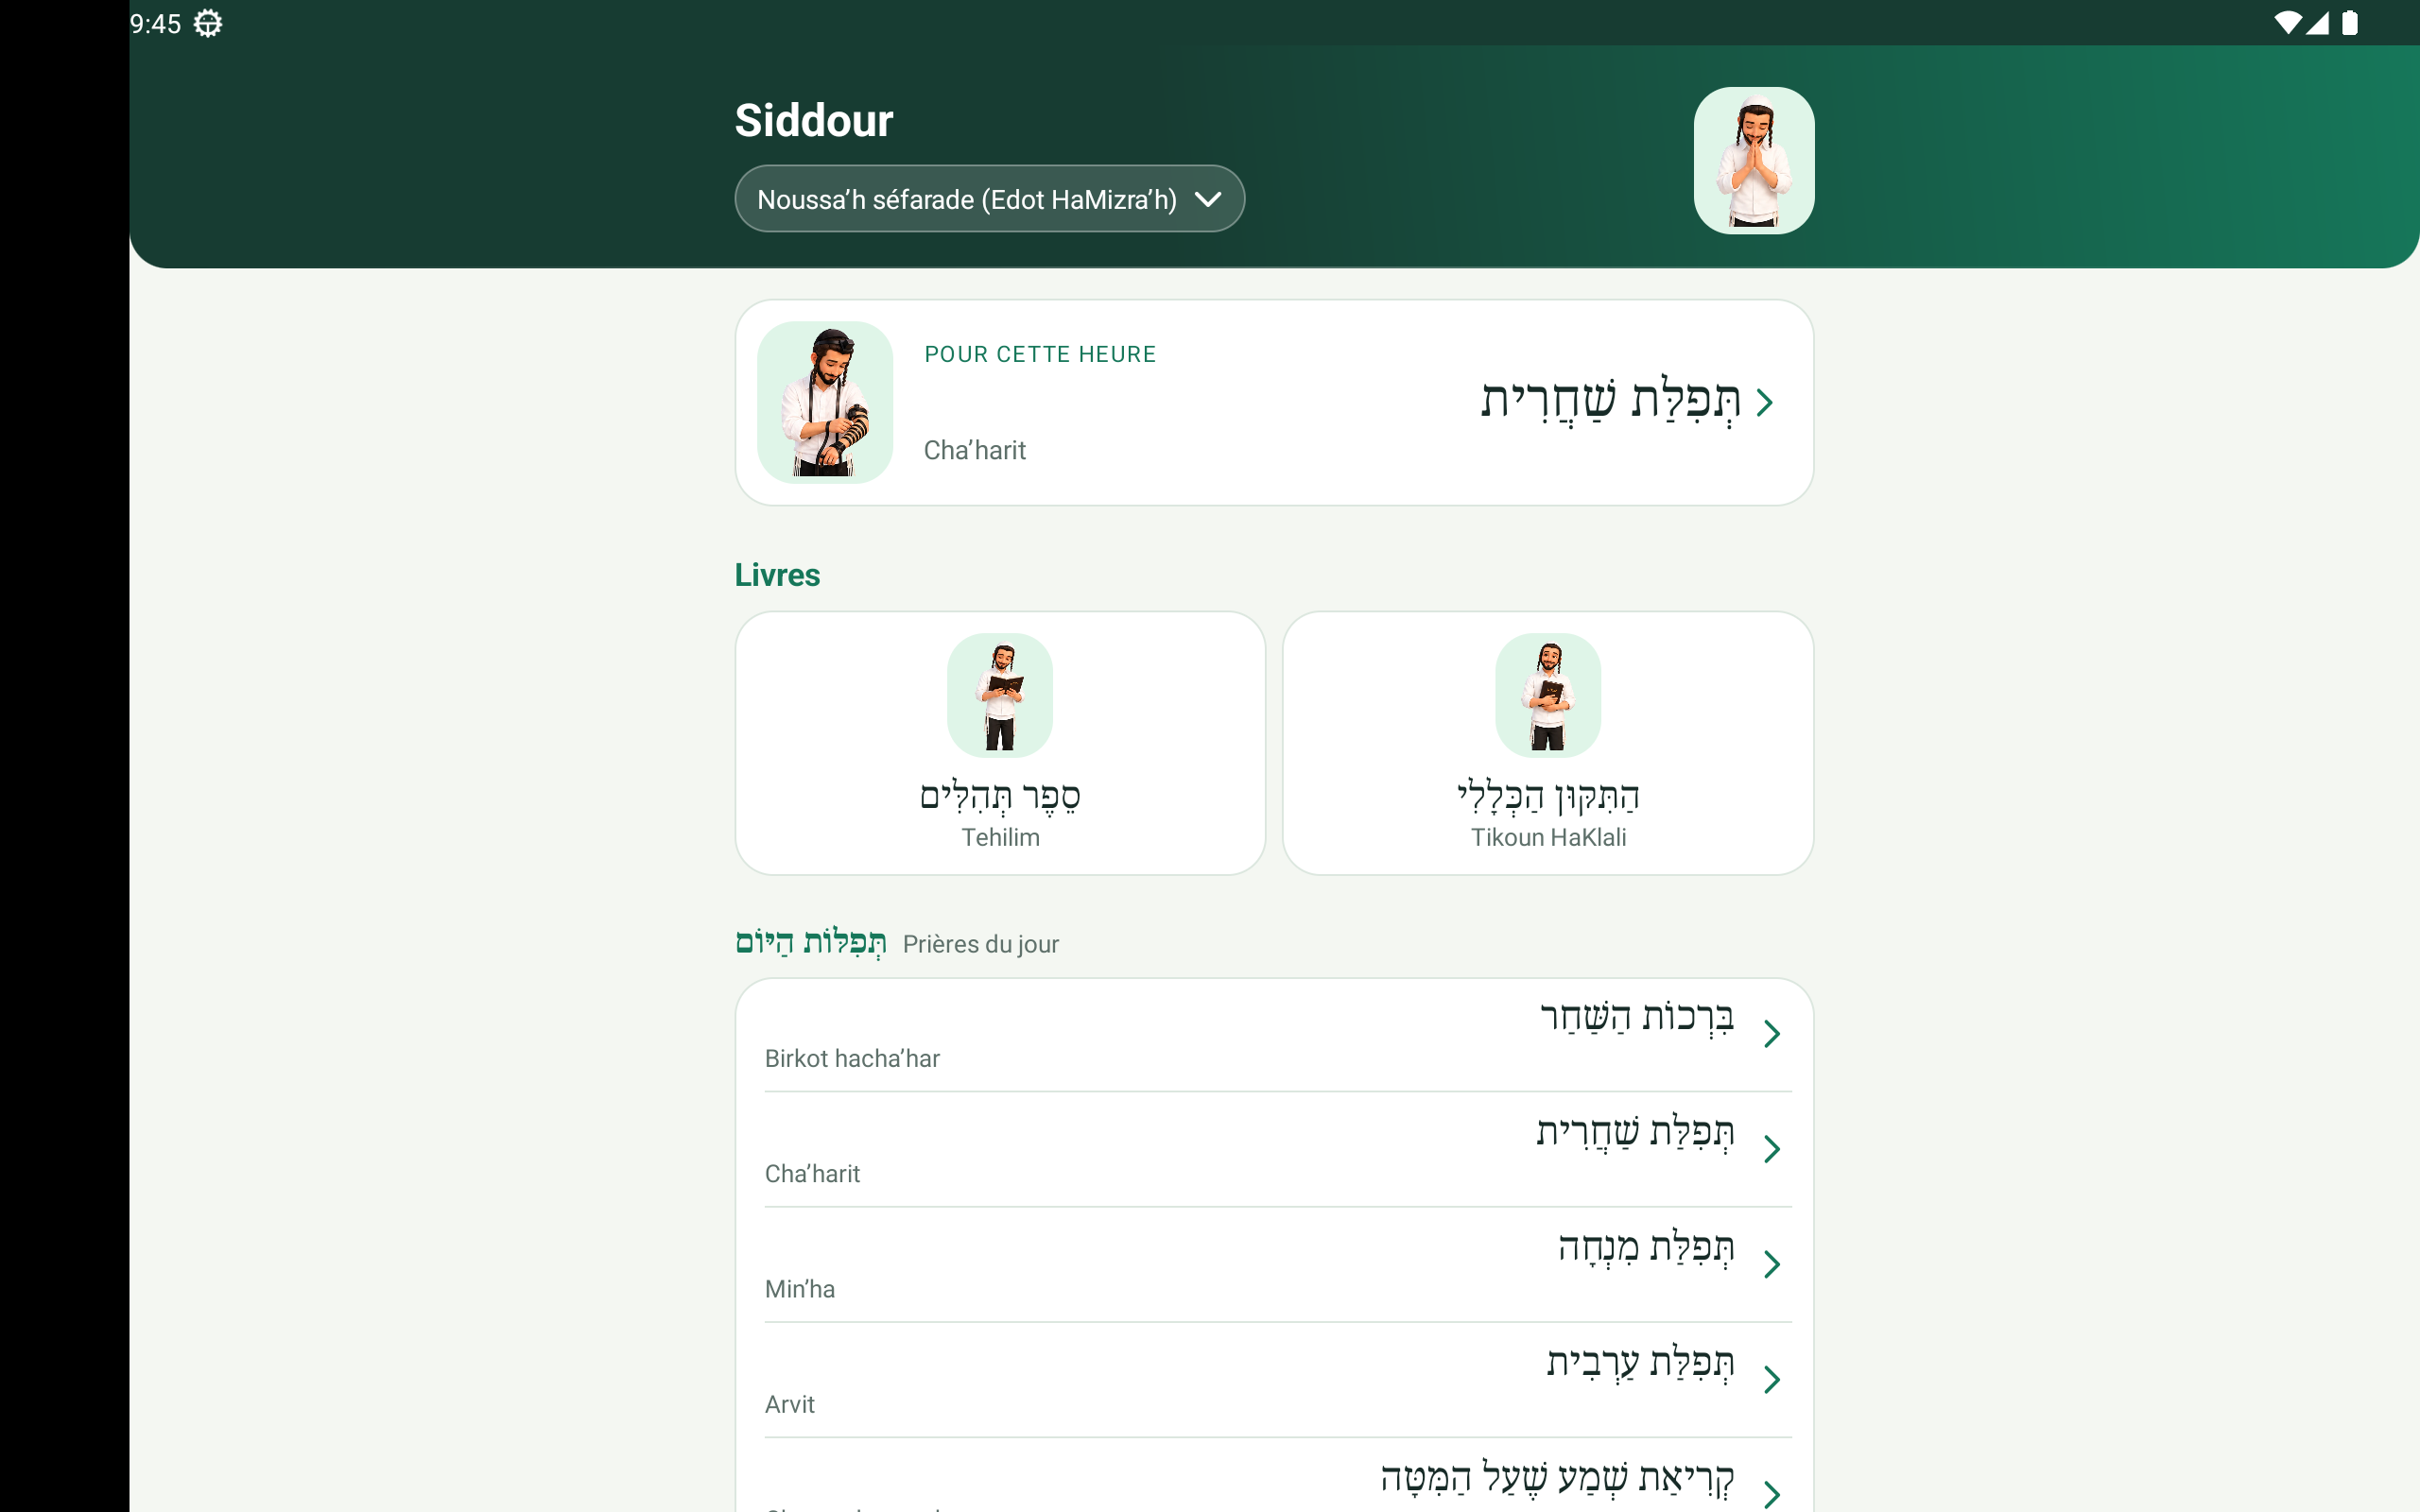 9:45
Siddour
Noussa’h séfarade (Edot HaMizra’h)
POUR CETTE HEURE
תְּפִלַּת שַׁחֲרִית
Cha’harit
Livres
סֵפֶר תְּהִלִּים
Tehilim
הַתִּקּוּן הַכְּלָלִי
Tikoun HaKlali
תְּפִלּוֹת הַיּוֹם Prières du jour
בִּרְכוֹת הַשַּׁחַר
Birkot hacha’har
תְּפִלַּת שַׁחֲרִית
Cha’harit
תְּפִלַּת מִנְחָה
Min’ha
תְּפִלַּת עַרְבִית
Arvit
קְרִיאַת שְׁמַע שֶׁעַל הַמִּטָּה